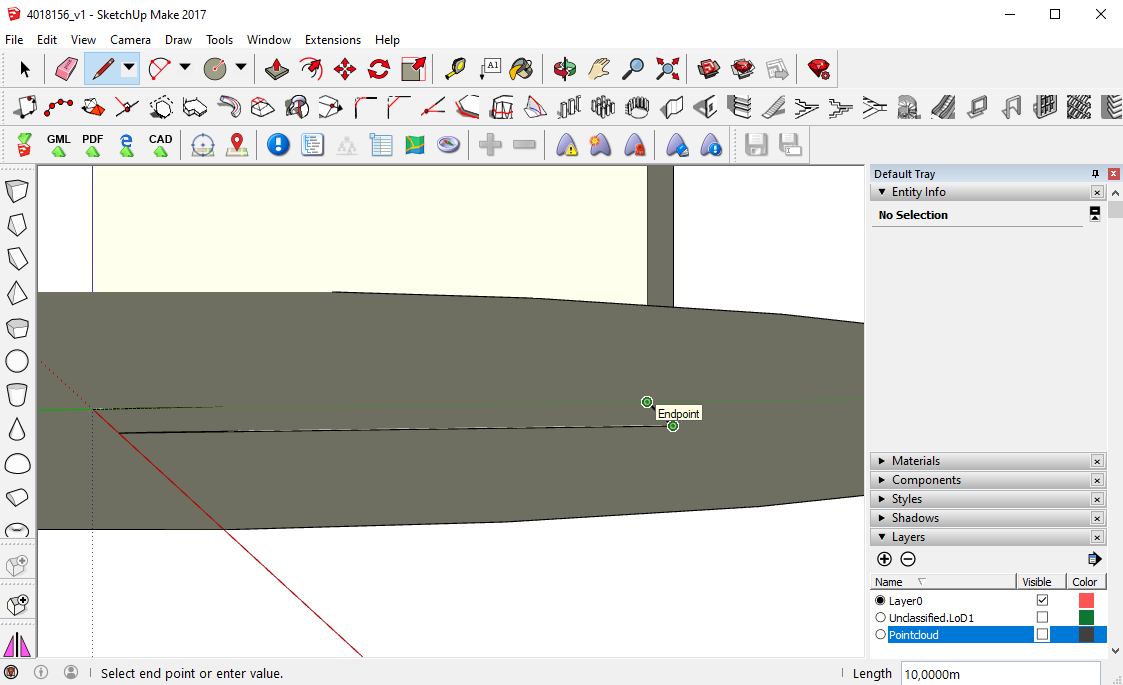 4018156_v1 - SketchUp Make 2017
File Edit View Camera Draw Tools Window Extensions Help
A1
GML PDF CAD
Default Tray
Entity Info
No Selection
Endpoint
Materials
Components
Styles
Shadows
Layers
Name Visible Color
Layer0
Unclassified.LoD1
Pointcloud
Select end point or enter value.
Length 10,0000m